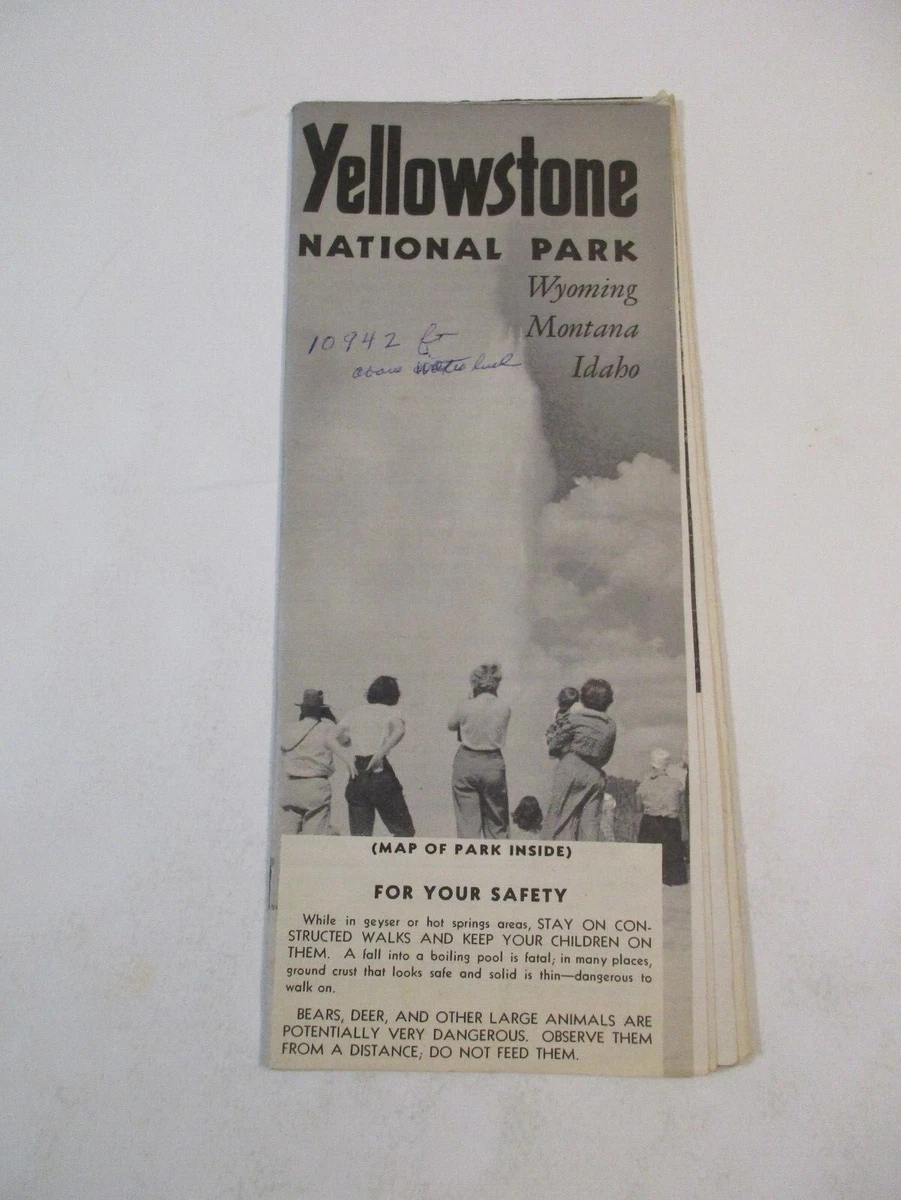 Yellowstone
NATIONAL PARK
Wyoming
Montana
Idaho
10942 ft
above
(MAP OF PARK INSIDE)
FOR YOUR SAFETY
While in geyser or hot springs areas, STAY ON CON-
STRUCTED WALKS AND KEEP YOUR CHILDREN ON
THEM. A fall into a boiling pool is fatal; in many places,
ground crust that looks safe and solid is thin—dangerous to
walk on.
BEARS, DEER, AND OTHER LARGE ANIMALS ARE
POTENTIALLY VERY DANGEROUS. OBSERVE THEM
FROM A DISTANCE; DO NOT FEED THEM.